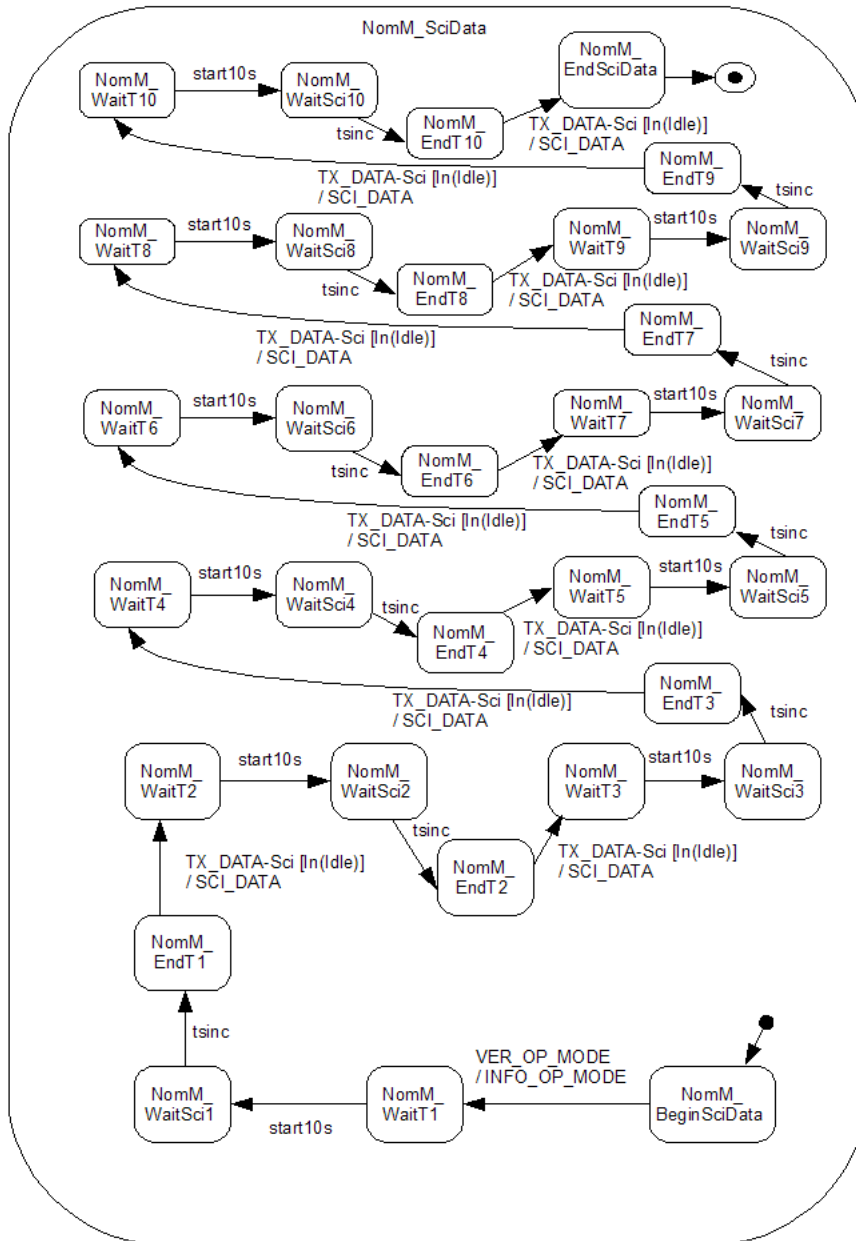 NomM_SciData
NomM_
WaitT10
start10s
NomM_
WaitSci10
tsinc
NomM_
EndT10
NomM_
EndSciData
TX_DATA-Sci [In(Idle)]
/ SCI_DATA
NomM_
EndT9
TX_DATA-Sci [In(Idle)]
/ SCI_DATA
tsinc
NomM_
WaitT8
start10s
NomM_
WaitSci8
tsinc
NomM_
EndT8
NomM_
WaitT9
start10s
NomM_
WaitSci9
TX_DATA-Sci [In(Idle)]
/ SCI_DATA
NomM_
EndT7
TX_DATA-Sci [In(Idle)]
/ SCI_DATA
tsinc
NomM_
WaitT6
start10s
NomM_
WaitSci6
tsinc
NomM_
EndT6
NomM_
WaitT7
start10s
NomM_
WaitSci7
TX_DATA-Sci [In(Idle)]
/ SCI_DATA
NomM_
EndT5
TX_DATA-Sci [In(Idle)]
/ SCI_DATA
tsinc
NomM_
WaitT4
start10s
NomM_
WaitSci4
tsinc
NomM_
EndT4
NomM_
WaitT5
start10s
NomM_
WaitSci5
TX_DATA-Sci [In(Idle)]
/ SCI_DATA
NomM_
EndT3
TX_DATA-Sci [In(Idle)]
/ SCI_DATA
tsinc
NomM_
WaitT2
start10s
NomM_
WaitSci2
tsinc
NomM_
EndT2
NomM_
WaitT3
start10s
NomM_
WaitSci3
TX_DATA-Sci [In(Idle)]
/ SCI_DATA
TX_DATA-Sci [In(Idle)]
/ SCI_DATA
NomM_
EndT1
tsinc
NomM_
WaitSci1
start10s
NomM_
WaitT1
VER_OP_MODE
/ INFO_OP_MODE
NomM_
BeginSciData